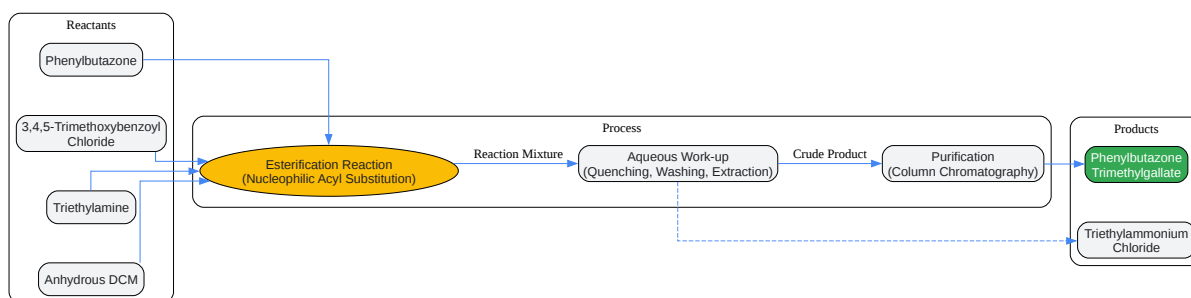 Reactants
Phenylbutazone
3,4,5-Trimethoxybenzoyl
Chloride
Triethylamine
Anhydrous DCM
Process
Esterification Reaction
(Nucleophilic Acyl Substitution)
Reaction Mixture
Aqueous Work-up
(Quenching, Washing, Extraction)
Crude Product
Purification
(Column Chromatography)
Products
Phenylbutazone
Trimethylgallate
Triethylammonium
Chloride